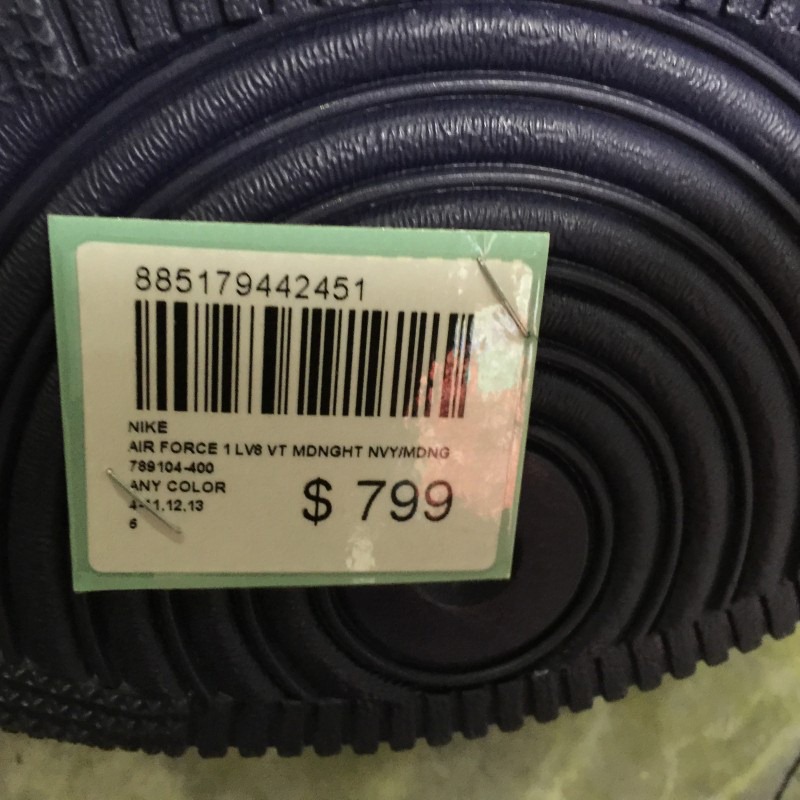 885179442451
NIKE
AIR FORCE 1 LV8 VT MDNGHT NVY/MDNG
789104-400
ANY COLOR
4-11,12,13
6
$ 799